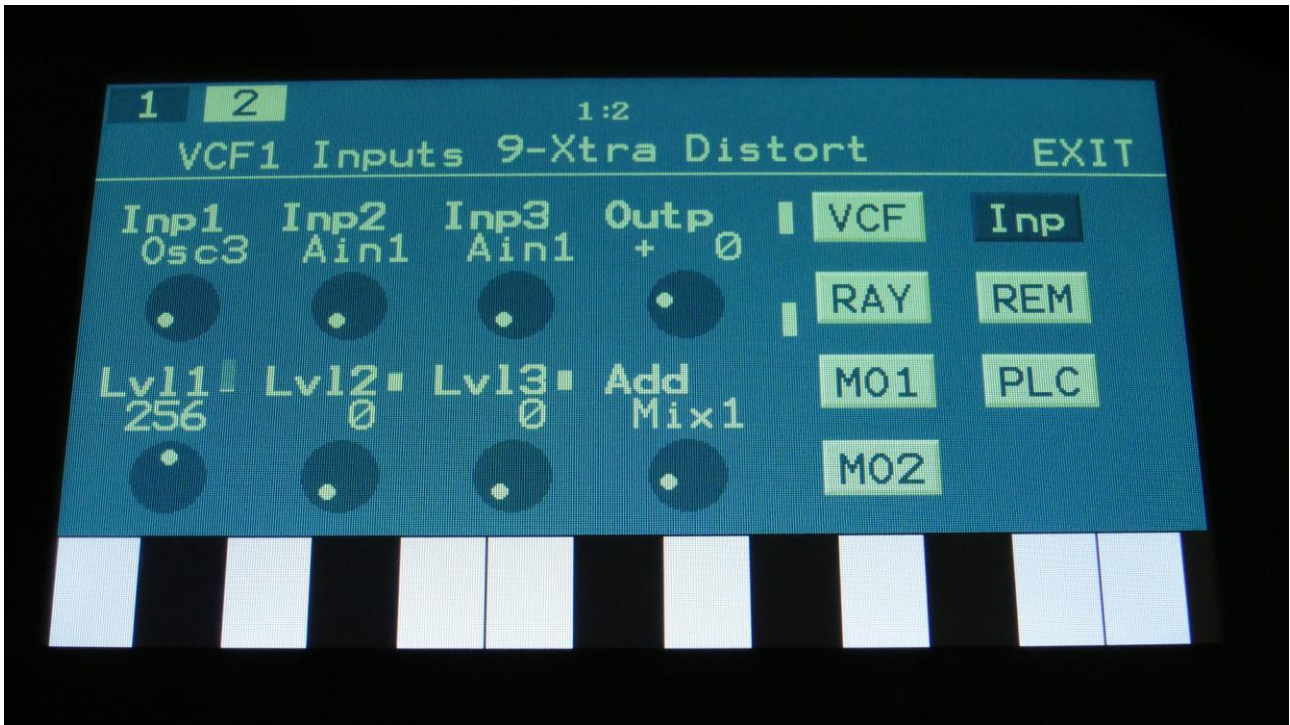 1 2 1:2
VCF1 Inputs 9-Xtra Distort EXIT
Inp1 Inp2 Inp3 Outp VCF Inp
Osc3 Ain1 Ain1 + 0
RAY REM
Lvl1 Lvl2 Lvl3 Add MO1 PLC
256 0 0 Mix1
MO2